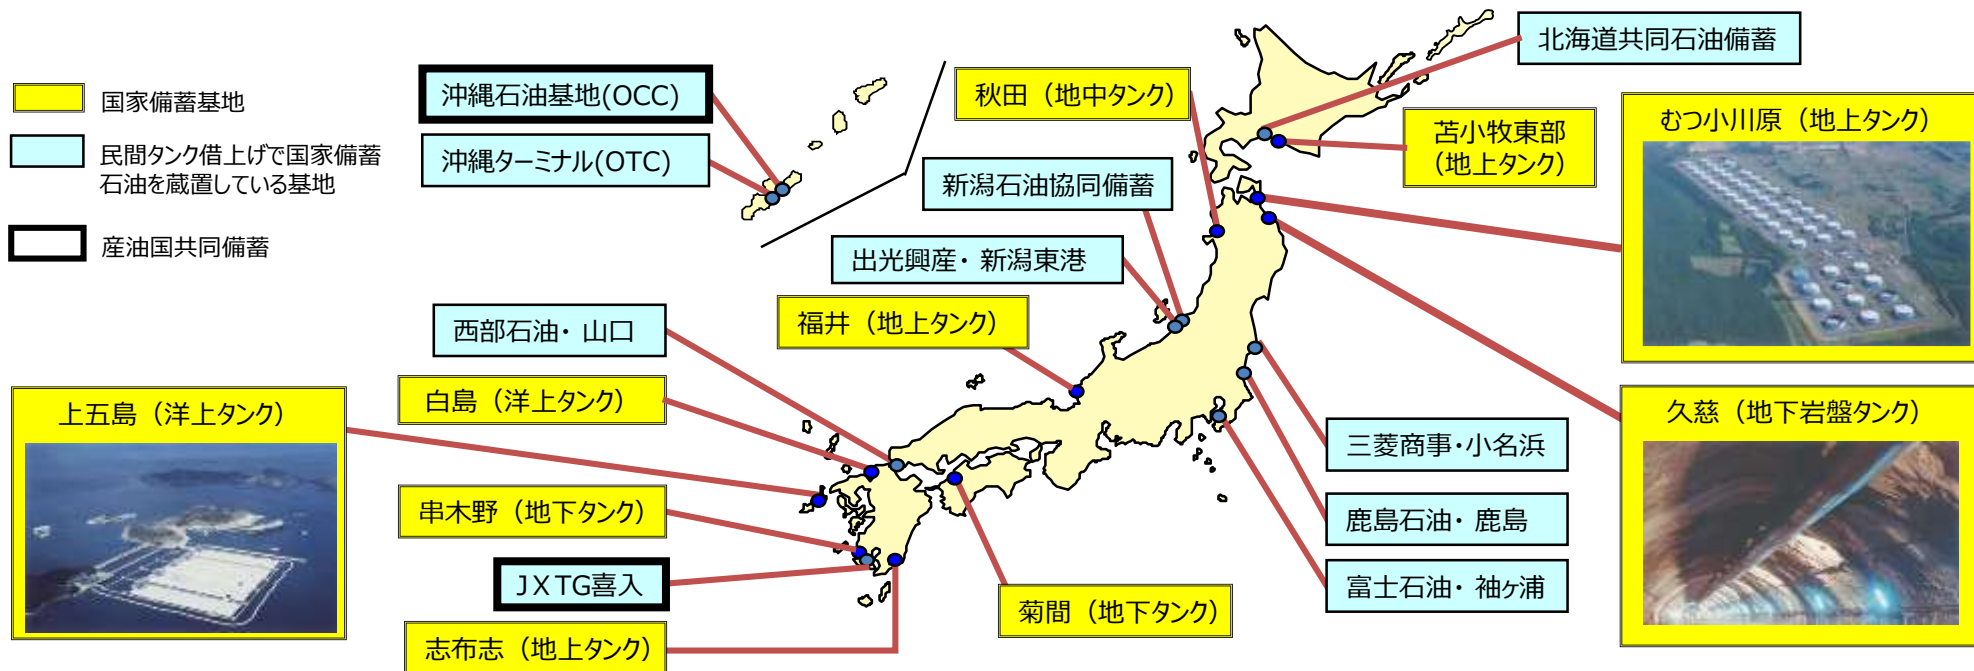 国家備蓄基地
民間タンク借上げで国家備蓄
石油を蔵置している基地
産油国共同備蓄
沖縄石油基地(OCC)
沖縄ターミナル(OTC)
秋田（地中タンク）
北海道共同石油備蓄
苫小牧東部
（地上タンク）
むつ小川原（地上タンク）
新潟石油協同備蓄
出光興産・新潟東港
福井（地上タンク）
西部石油・山口
白島（洋上タンク）
上五島（洋上タンク）
串木野（地下タンク）
JXTG喜入
志布志（地上タンク）
菊間（地下タンク）
久慈（地下岩盤タンク）
三菱商事・小名浜
鹿島石油・鹿島
富士石油・袖ケ浦